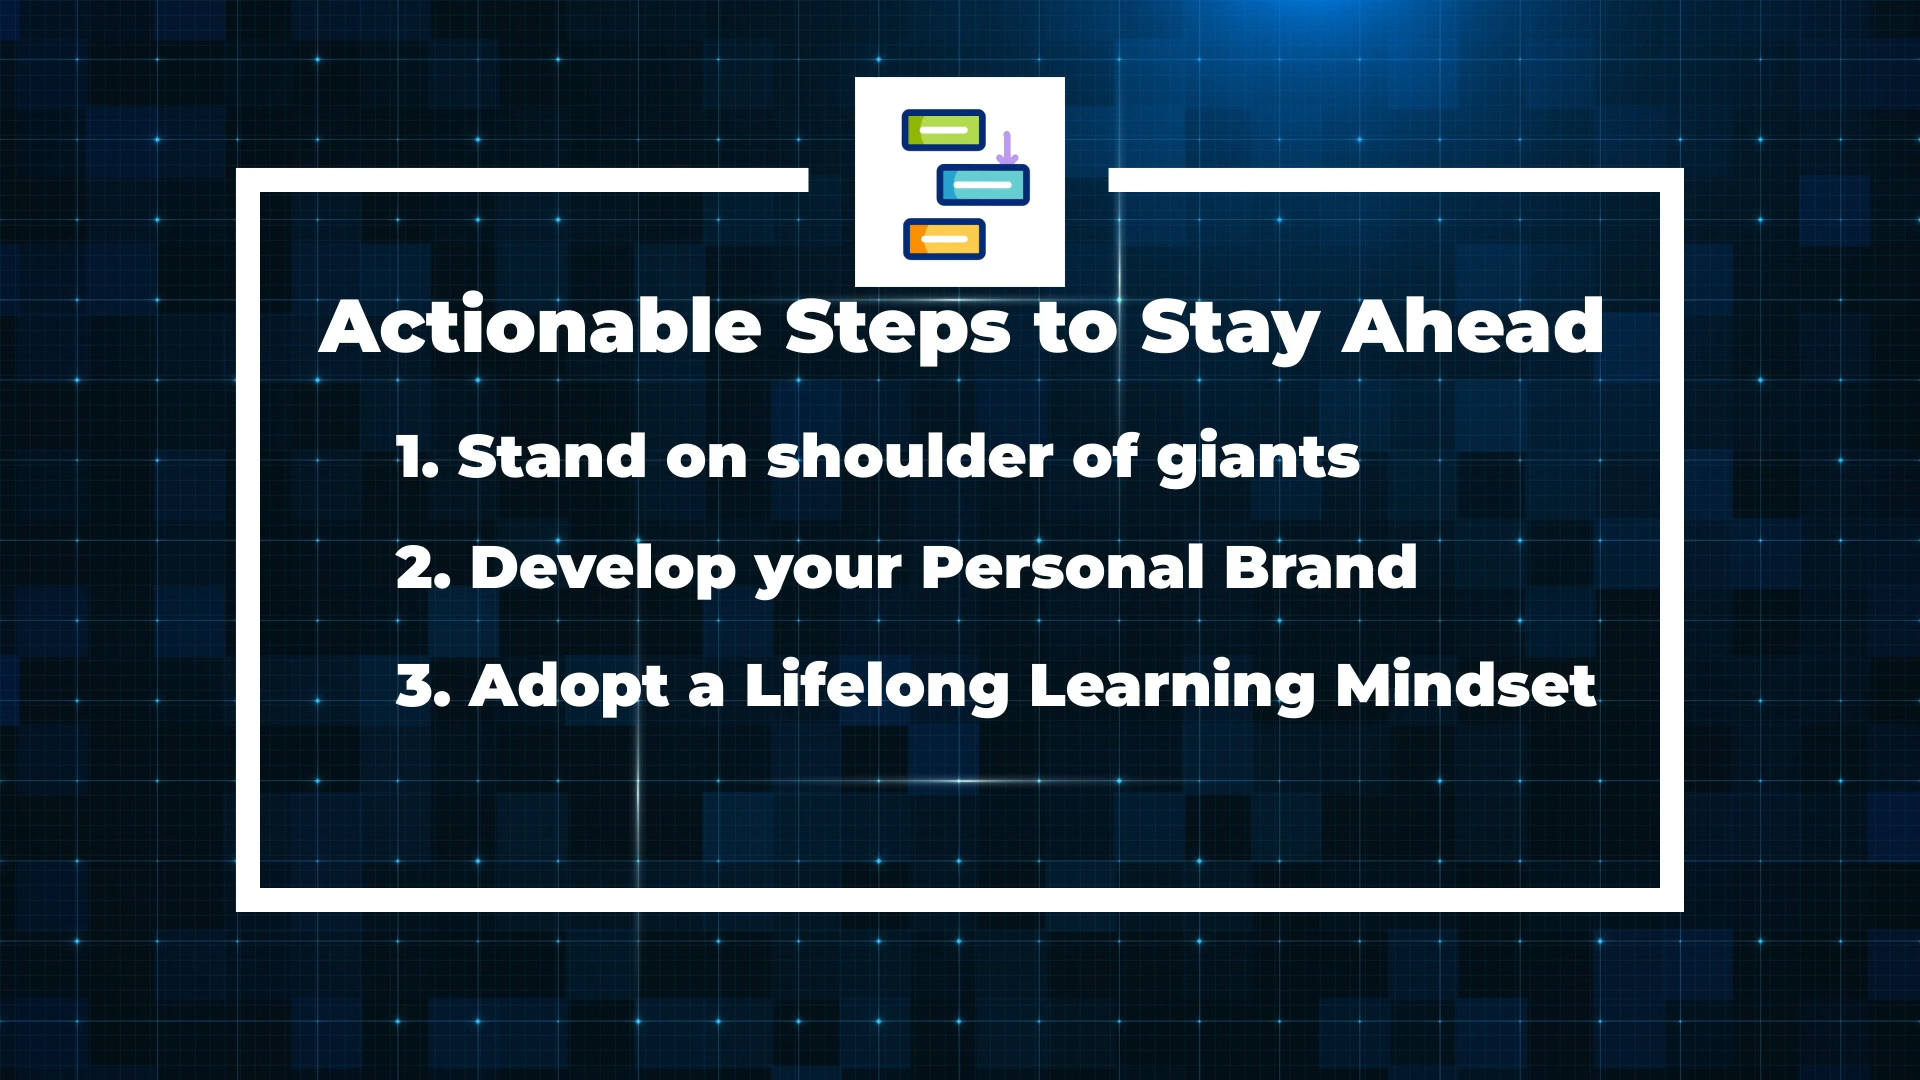 Actionable Steps to Stay Ahead
1. Stand on shoulder of giants
2. Develop your Personal Brand
3. Adopt a Lifelong Learning Mindset